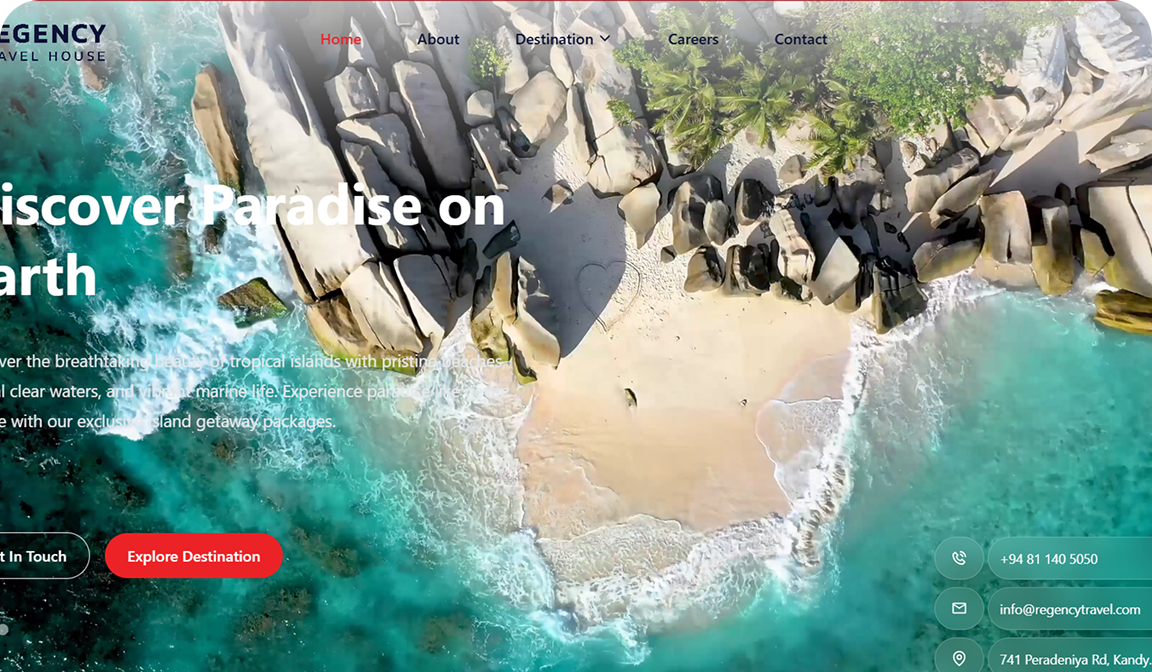 EGENCY
AVEL HOUSE
Home
About
Destination
Careers
Contact
iscover Paradise on
arth
ver the breathtaking beauty of tropical islands with pristine beaches
l clear waters, and vibrant marine life. Experience paradise like
e with our exclusive island getaway packages.
t In Touch
Explore Destination
+94 81 140 5050
info@regencytravel.com
741 Peradeniya Rd, Kandy.